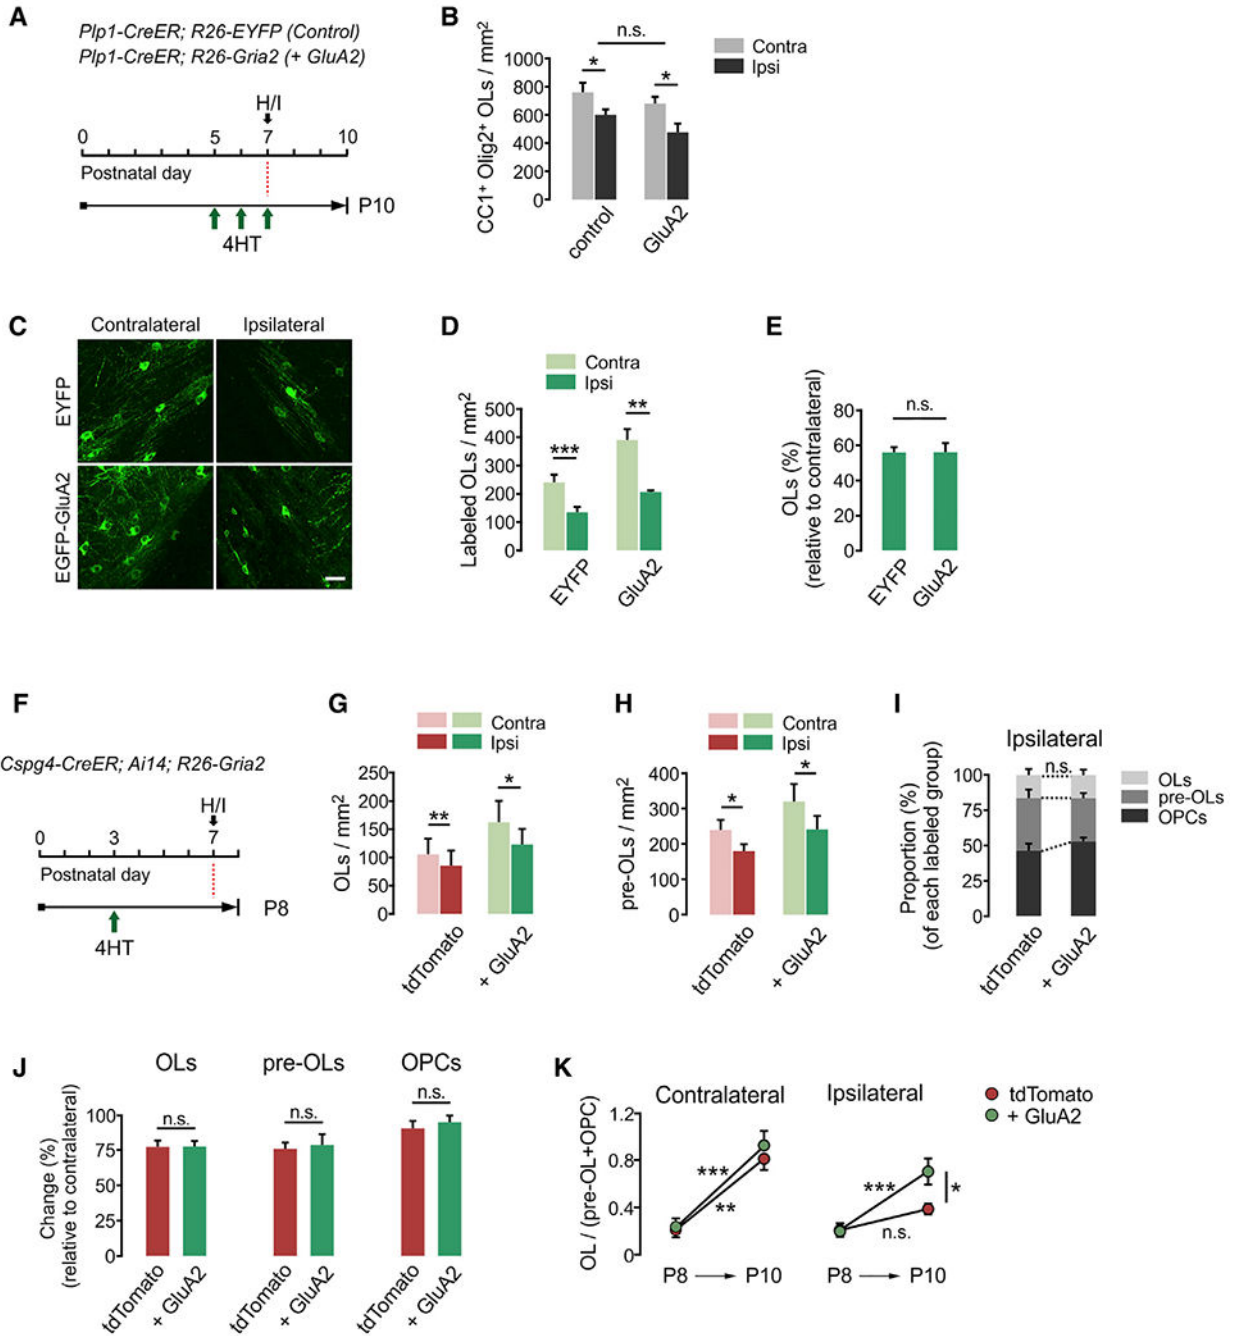 A
Plp1-CreER; R26-EYFP (Control)
Plp1-CreER; R26-Gria2 (+ GluA2)
H/I
0 5 7 10
Postnatal day
P10
4HT
B
n.s.
Contra
Ipsi
* *
CC1+ Olig2+ OLs / mm2
1000
800
600
400
200
0
control GluA2
C
Contralateral Ipsilateral
EYFP
EGFP-GluA2
D
Contra
Ipsi
*** **
Labeled OLs / mm2
500
400
300
200
100
0
EYFP GluA2
E
n.s.
OLs (%)
(relative to contralateral)
80
60
40
20
0
EYFP GluA2
F
Cspg4-CreER; Ai14; R26-Gria2
H/I
0 3 7
Postnatal day
P8
4HT
G
Contra
Ipsi
** *
OLs / mm2
250
200
150
100
50
0
tdTomato + GluA2
H
Contra
Ipsi
* *
pre-OLs / mm2
400
300
200
100
0
tdTomato + GluA2
I
Ipsilateral
n.s.
OLs
pre-OLs
OPCs
Proportion (%)
(of each labeled group)
100
75
50
25
0
tdTomato + GluA2
J
OLs pre-OLs OPCs
n.s. n.s. n.s.
Change (%)
(relative to contralateral)
100
75
50
25
0
tdTomato + GluA2 tdTomato + GluA2 tdTomato + GluA2
K
Contralateral Ipsilateral
tdTomato
+ GluA2
OL / (pre-OL+OPC)
1.2
0.8
0.4
0
*** ** *** n.s. *
P8 → P10 P8 → P10